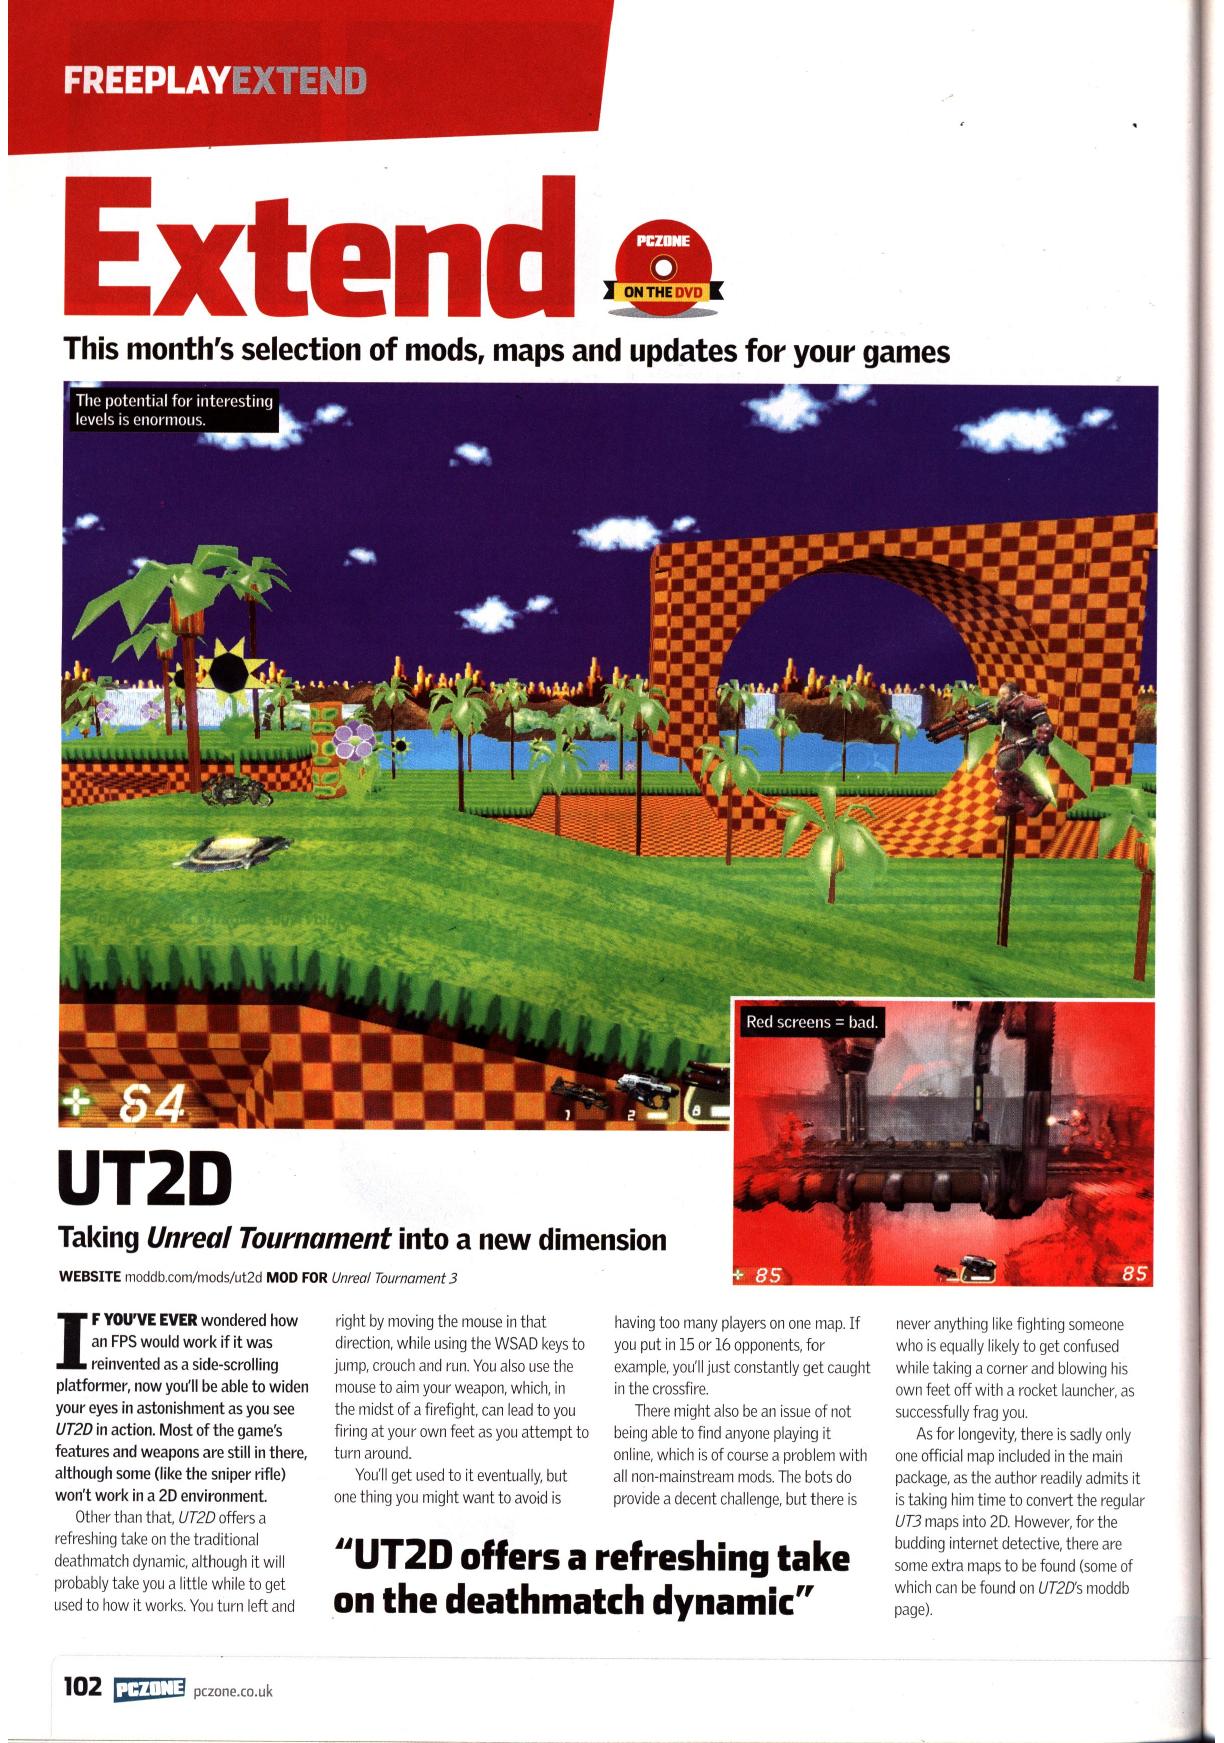 FREEPLAYEXTEND
Extend
PCZONE
ON THE DVD
This month's selection of mods, maps and updates for your games
The potential for interesting
levels is enormous.
64
1
2
8
Red screens = bad.
85
85
UT2D
Taking Unreal Tournament into a new dimension
WEBSITE moddb.com/mods/ut2d MOD FOR Unreal Tournament 3
IF YOU'VE EVER wondered how
an FPS would work if it was
reinvented as a side-scrolling
platformer, now you'll be able to widen
your eyes in astonishment as you see
UT2D in action. Most of the game's
features and weapons are still in there,
although some (like the sniper rifle)
won't work in a 2D environment.
Other than that, UT2D offers a
refreshing take on the traditional
deathmatch dynamic, although it will
probably take you a little while to get
used to how it works. You turn left and
right by moving the mouse in that
direction, while using the WSAD keys to
jump, crouch and run. You also use the
mouse to aim your weapon, which, in
the midst of a firefight, can lead to you
firing at your own feet as you attempt to
turn around.
You'll get used to it eventually, but
one thing you might want to avoid is
having too many players on one map. If
you put in 15 or 16 opponents, for
example, you'll just constantly get caught
in the crossfire.
There might also be an issue of not
being able to find anyone playing it
online, which is of course a problem with
all non-mainstream mods. The bots do
provide a decent challenge, but there is
never anything like fighting someone
who is equally likely to get confused
while taking a corner and blowing his
own feet off with a rocket launcher, as
successfully frag you.
As for longevity, there is sadly only
one official map included in the main
package, as the author readily admits it
is taking him time to convert the regular
UT3 maps into 2D. However, for the
budding internet detective, there are
some extra maps to be found (some of
which can be found on UT2D's moddb
page).
"UT2D offers a refreshing take
on the deathmatch dynamic"
102 PCZONE pczone.co.uk